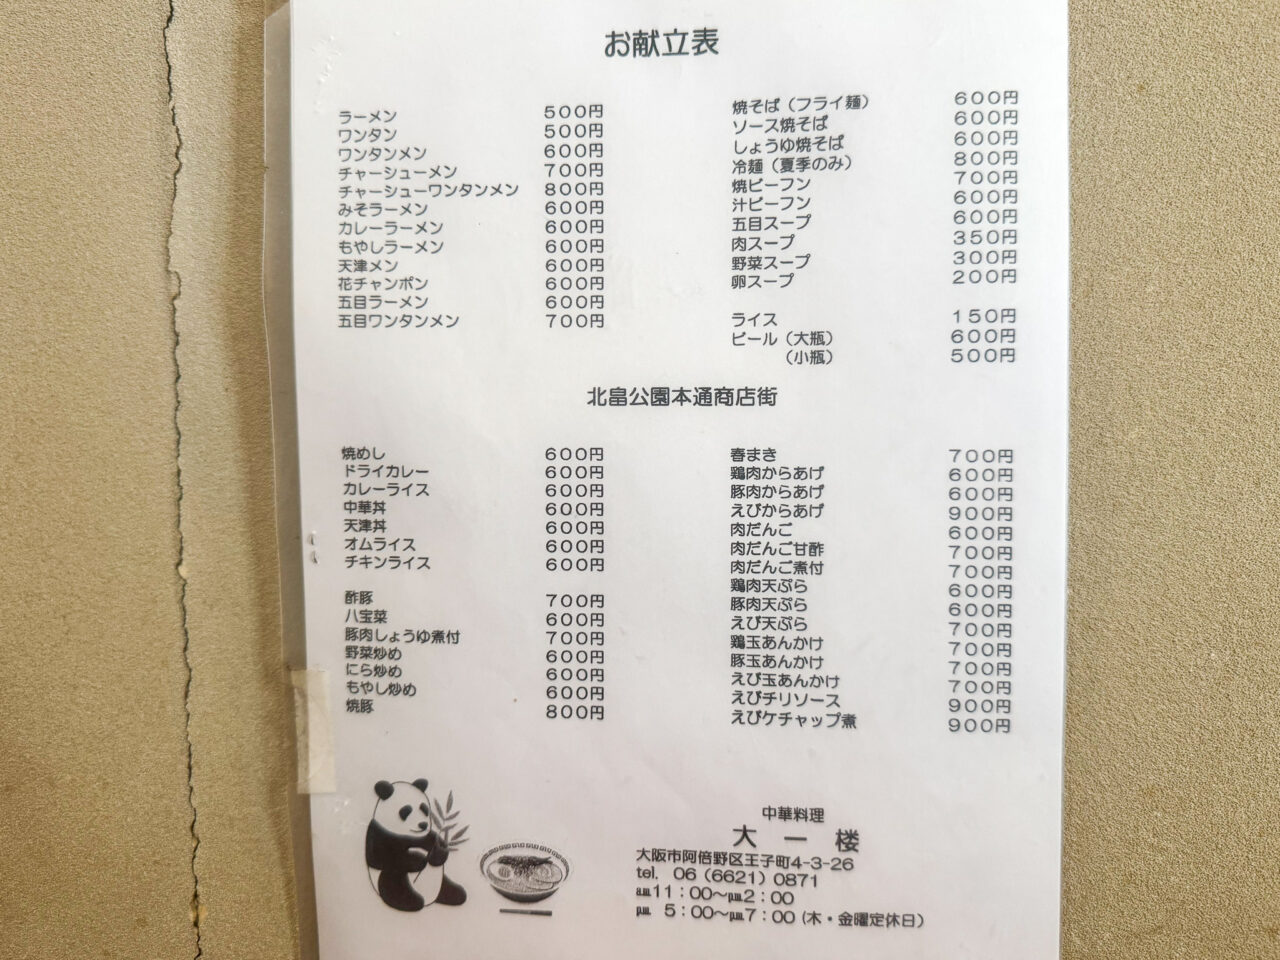 お献立表
ラーメン 500円
ワンタン 500円
ワンタンメン 600円
チャーシューメン 700円
チャーシューワンタンメン 800円
みそラーメン 600円
カレーラーメン 600円
もやしラーメン 600円
天津メン 600円
花チャンポン 600円
五目ラーメン 600円
五目ワンタンメン 700円
焼そば（フライ麺） 600円
ソース焼そば 600円
しょうゆ焼そば 600円
冷麺（夏季のみ） 800円
焼ビーフン 700円
汁ビーフン 600円
五目スープ 600円
肉スープ 350円
野菜スープ 300円
卵スープ 200円
ライス 150円
ビール（大瓶） 600円
（小瓶） 500円
北畠公園本通商店街
焼めし 600円
ドライカレー 600円
カレーライス 600円
中華丼 600円
天津丼 600円
オムライス 600円
チキンライス 600円
酢豚 700円
八宝菜 600円
豚肉しょうゆ煮付 700円
野菜炒め 600円
にら炒め 600円
もやし炒め 600円
焼豚 800円
春まき 700円
鶏肉からあげ 600円
豚肉からあげ 600円
えびからあげ 900円
肉だんご 600円
肉だんご甘酢 700円
肉だんご煮付 700円
鶏肉天ぷら 600円
豚肉天ぷら 600円
えび天ぷら 700円
鶏玉あんかけ 700円
豚玉あんかけ 700円
えび玉あんかけ 700円
えびチリソース 900円
えびケチャップ煮 900円
中華料理
大一楼
大阪市阿倍野区王子町4-3-26
tel. 06（6621）0871
㏂11：00～㏘2：00
㏘ 5：00～㏘7：00（木・金曜定休日）